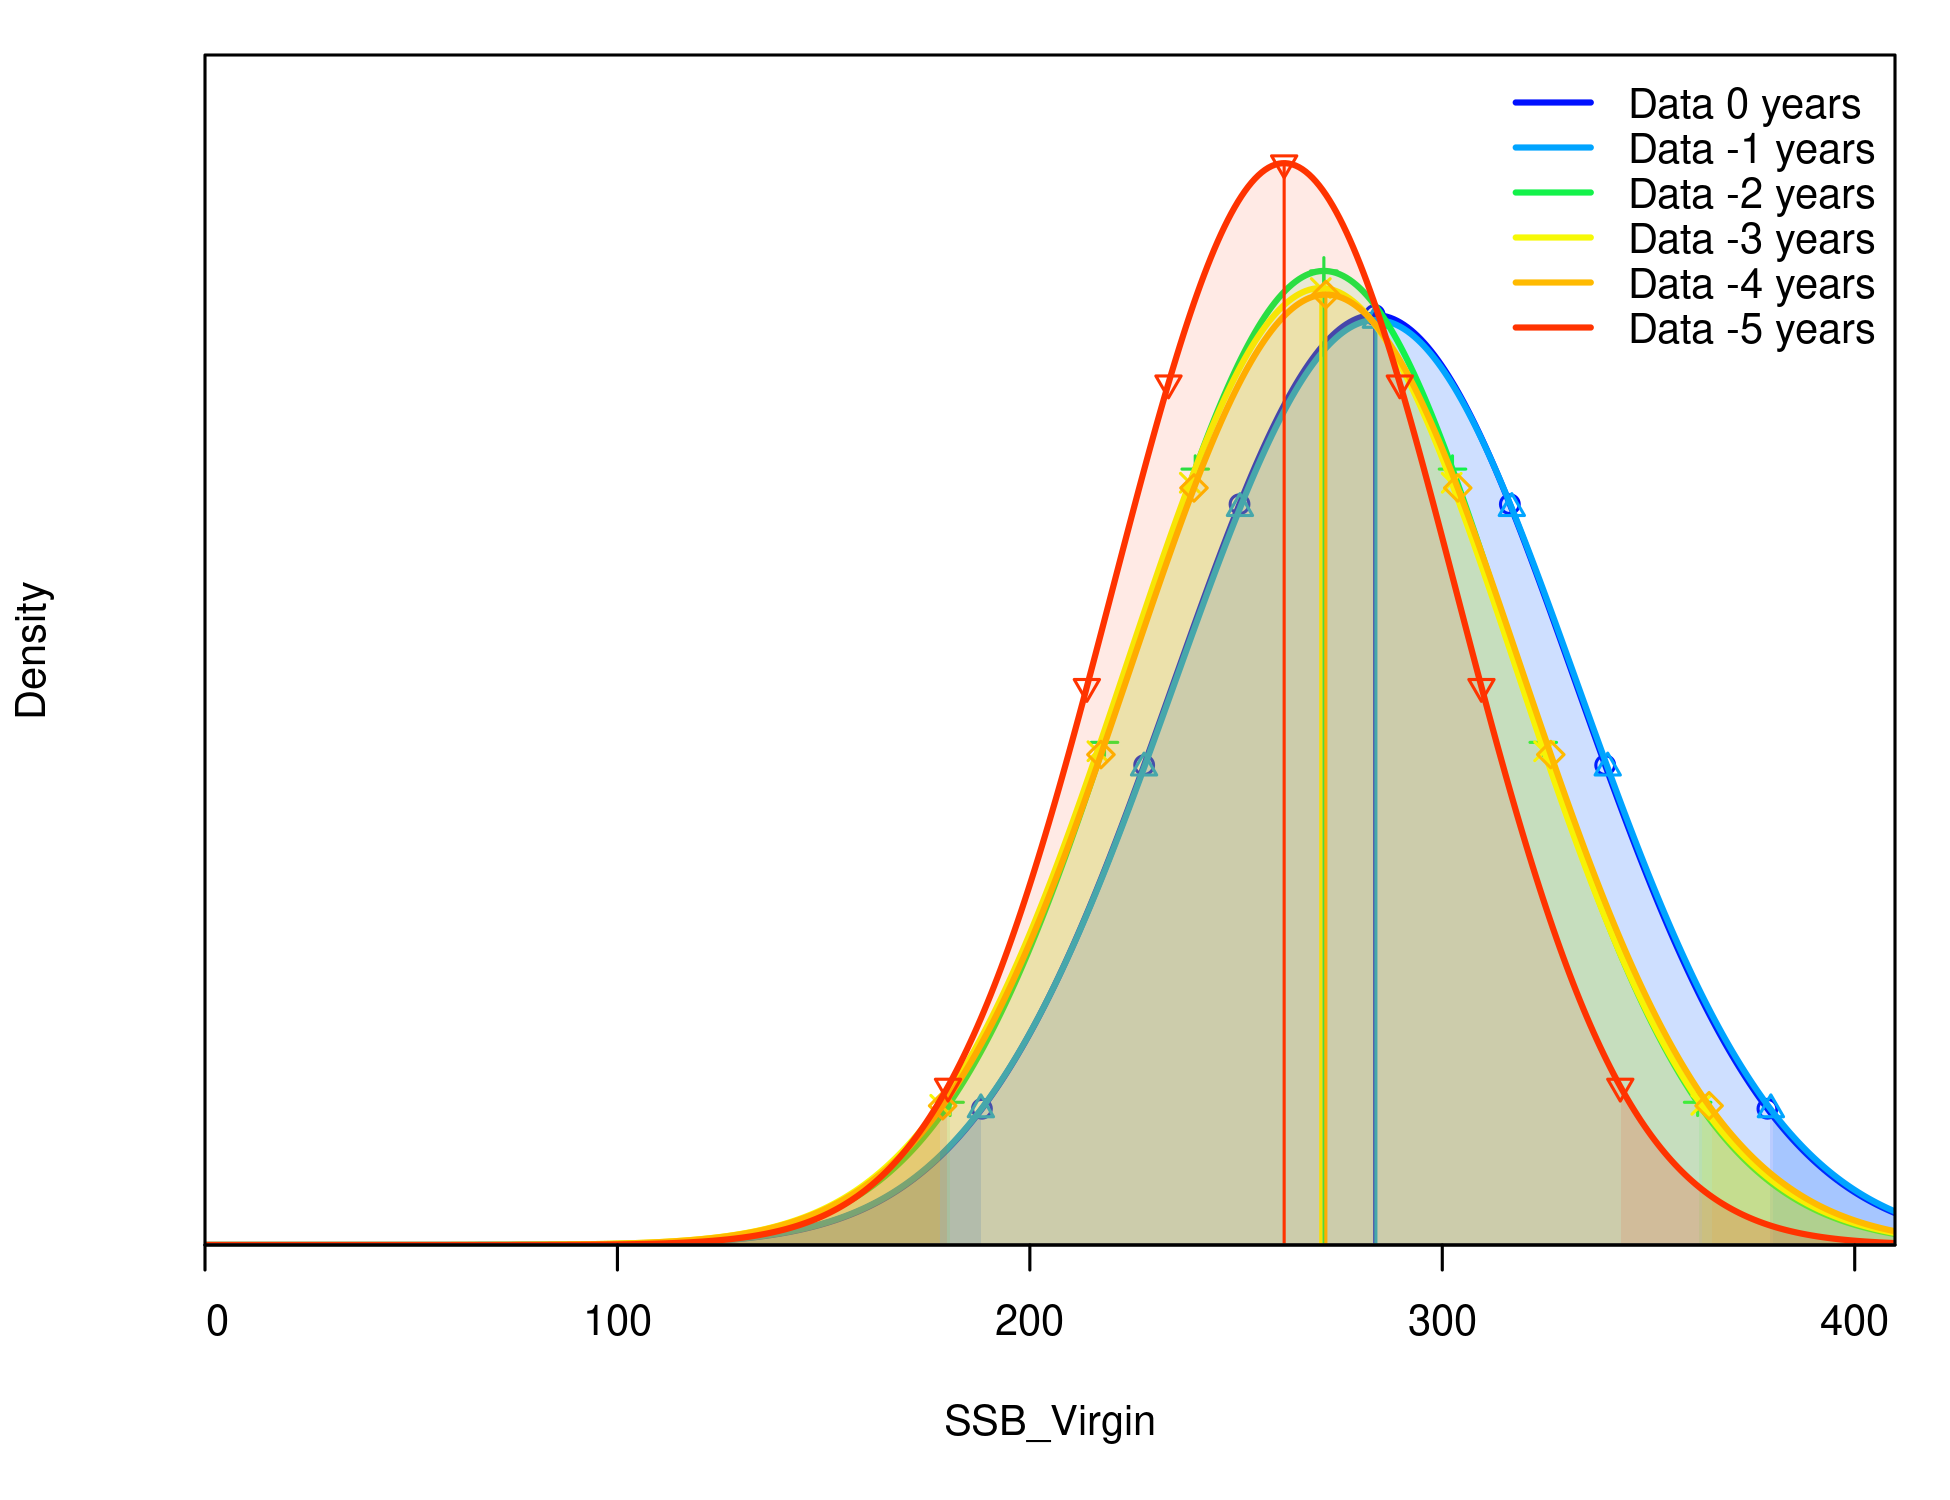 Data 0 years
Data -1 years
Data -2 years
Data -3 years
Data -4 years
Data -5 years
Density
0 100 200 300 400
SSB_Virgin